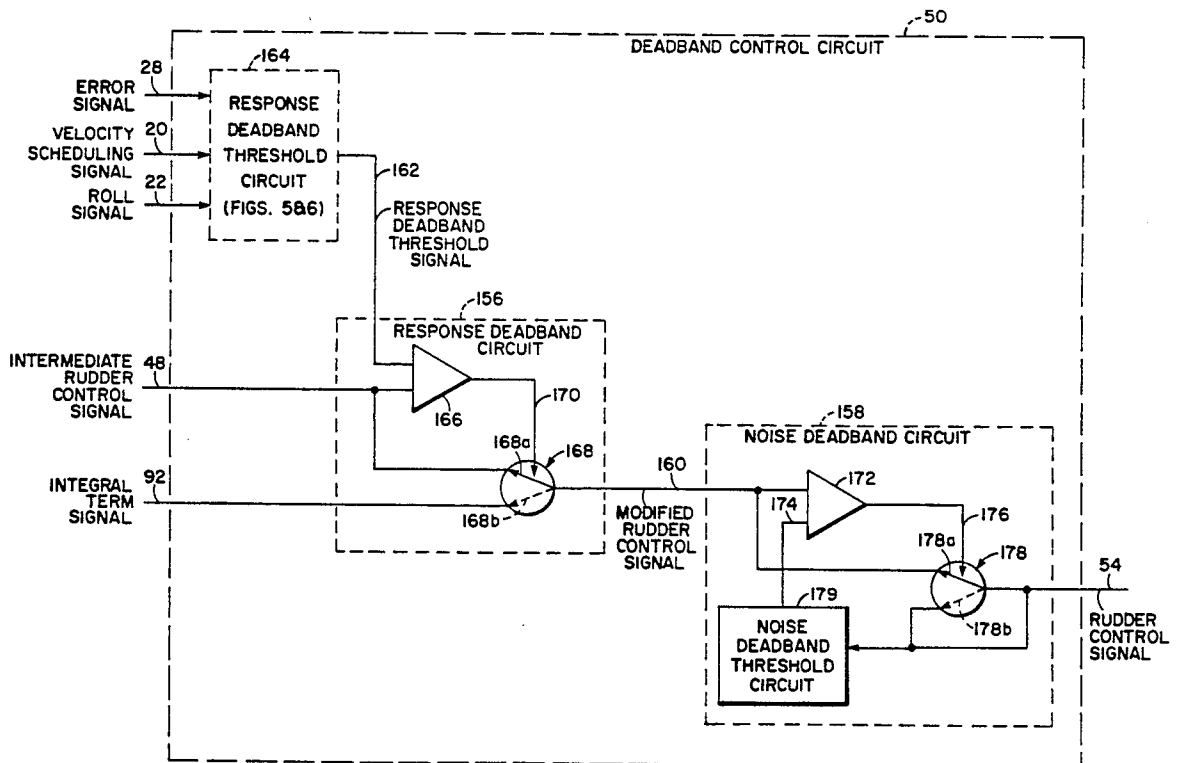 50
DEADBAND CONTROL CIRCUIT
164
28
ERROR
SIGNAL
20
VELOCITY
SCHEDULING
SIGNAL
22
ROLL
SIGNAL
RESPONSE
DEADBAND
THRESHOLD
CIRCUIT
(FIGS. 5&6)
162
RESPONSE
DEADBAND
THRESHOLD
SIGNAL
156
RESPONSE DEADBAND
CIRCUIT
INTERMEDIATE
RUDDER
CONTROL
SIGNAL
48
166
170
168a
168
168b
INTEGRAL
TERM
SIGNAL
92
160
MODIFIED
RUDDER
CONTROL
SIGNAL
158
NOISE DEADBAND CIRCUIT
172
174
176
178a
178
178b
179
NOISE
DEADBAND
THRESHOLD
CIRCUIT
54
RUDDER
CONTROL
SIGNAL